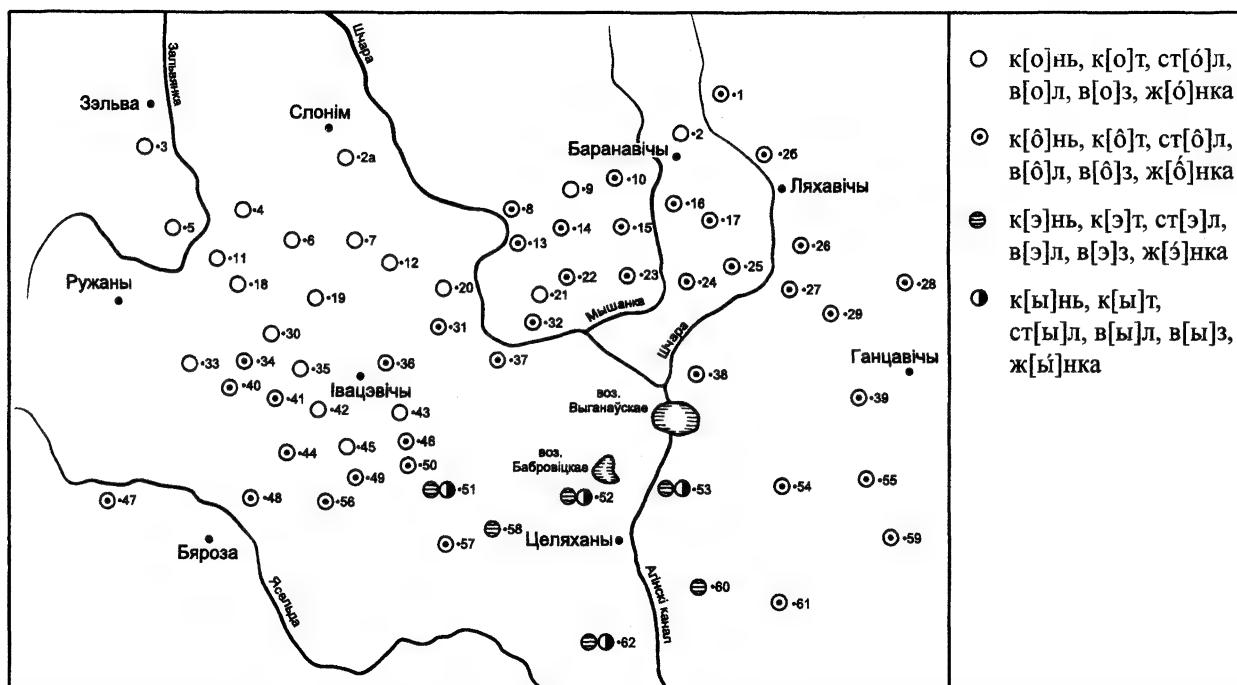 Зальвянка
Шчара
Зэльва
Слонім
•1
•2
Баранавічы
•2б
•3
•2а
•10
•9
Ляхавічы
•16
•4
•8
•17
•5
•6
•7
•13
•14
•15
•26
•11
•12
•22
•23
•24
•25
•18
•20
•21
•27
•28
Ружаны
•19
Мышанка
•29
•30
•31
•32
Шчара
•33
•34
•35
•36
•37
•38
Ганцавічы
Івацэвічы
•40
•41
•42
•43
воз.
Выганаўскае
•39
•44
•45
•46
воз.
Бабровіцкае
•49
•50
•47
•48
•56
•51
•52
•53
•54
•55
Бяроза
•57
•58
Целяханы
•59
Ясельда
Агінскі канал
•60
•61
•62
к[о]нь, к[о]т, ст[о́]л,
в[о]л, в[о]з, ж[о́]нка
к[ô]нь, к[ô]т, ст[ô]л,
в[ô]л, в[ô]з, ж[ố]нка
к[э]нь, к[э]т, ст[э]л,
в[э]л, в[э]з, ж[э́]нка
к[ы]нь, к[ы]т,
ст[ы]л, в[ы]л, в[ы]з,
ж[ы́]нка